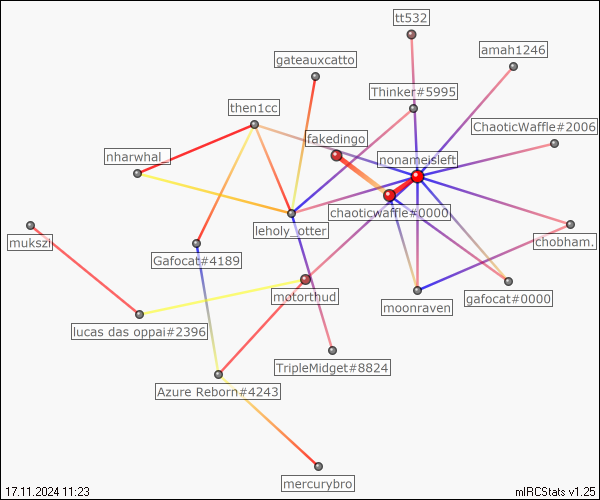 tt532
amah1246
gateauxcatto
Thinker#5995
then1cc
ChaoticWaffle#2006
fakedingo
nharwhal_
nonameisleft
chaoticwaffle#0000
leholy_otter
mukszi
chobham.
Gafocat#4189
motorthud
gafocat#0000
moonraven
lucas das oppai#2396
TripleMidget#8824
Azure Reborn#4243
mercurybro
17.11.2024 11:23
mIRCStats v1.25